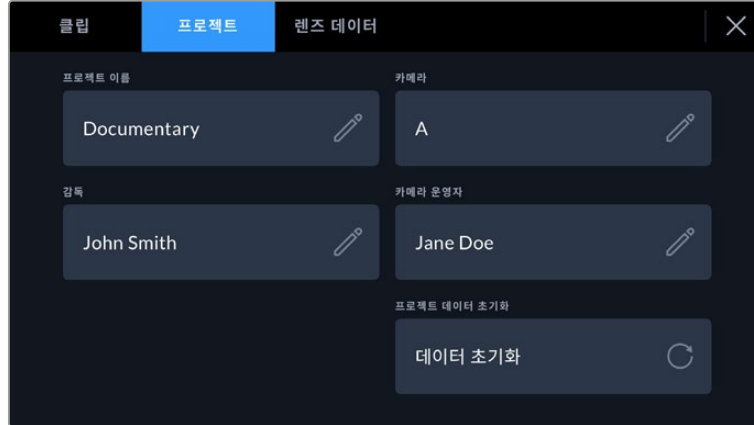 클립
프로젝트
렌즈 데이터
프로젝트 이름
카메라
Documentary
A
감독
카메라 운영자
John Smith
Jane Doe
프로젝트 데이터 초기화
데이터 초기화